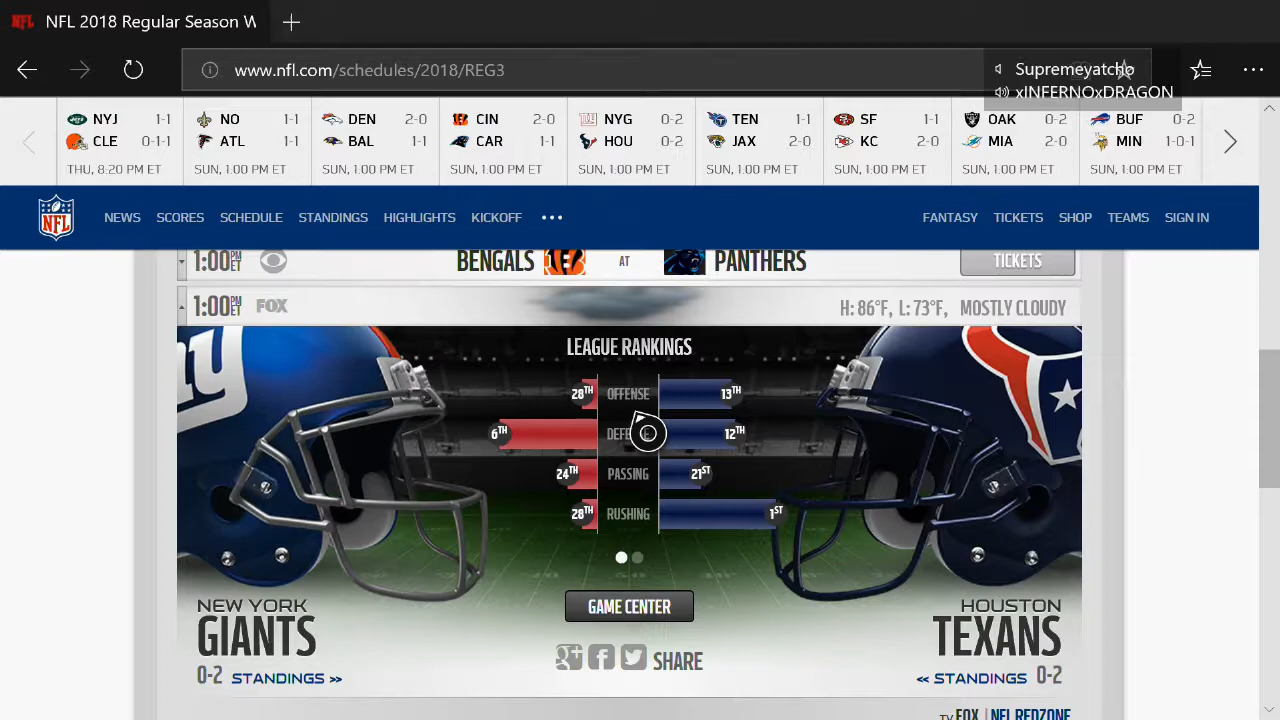 NFL 2018 Regular Season W
www.nfl.com/schedules/2018/REG3
Supremeyatcho
xINFERNOxDRAGON
NYJ 1-1 NO 1-1 DEN 2-0 CIN 2-0 NYG 0-2 TEN 1-1 SF 1-1 OAK 0-2 BUF 0-2
CLE 0-1-1 ATL 1-1 BAL 1-1 CAR 1-1 HOU 0-2 JAX 2-0 KC 2-0 MIA 2-0 MIN 1-0-1
THU, 8:20 PM ET SUN, 1:00 PM ET SUN, 1:00 PM ET SUN, 1:00 PM ET SUN, 1:00 PM ET SUN, 1:00 PM ET SUN, 1:00 PM ET SUN, 1:00 PM ET SUN, 1:00 PM ET
NFL NEWS SCORES SCHEDULE STANDINGS HIGHLIGHTS KICKOFF ••• FANTASY TICKETS SHOP TEAMS SIGN IN
1:00 PM ET BENGALS AT PANTHERS TICKETS
1:00 PM ET FOX H: 86°F, L: 73°F, MOSTLY CLOUDY
LEAGUE RANKINGS
28TH OFFENSE 13TH
6TH 12TH
24TH PASSING 21ST
28TH RUSHING 1ST
GAME CENTER
NEW YORK
GIANTS
0-2 STANDINGS »
HOUSTON
TEXANS
« STANDINGS 0-2
SHARE
TV FOX | NFL REDZONE